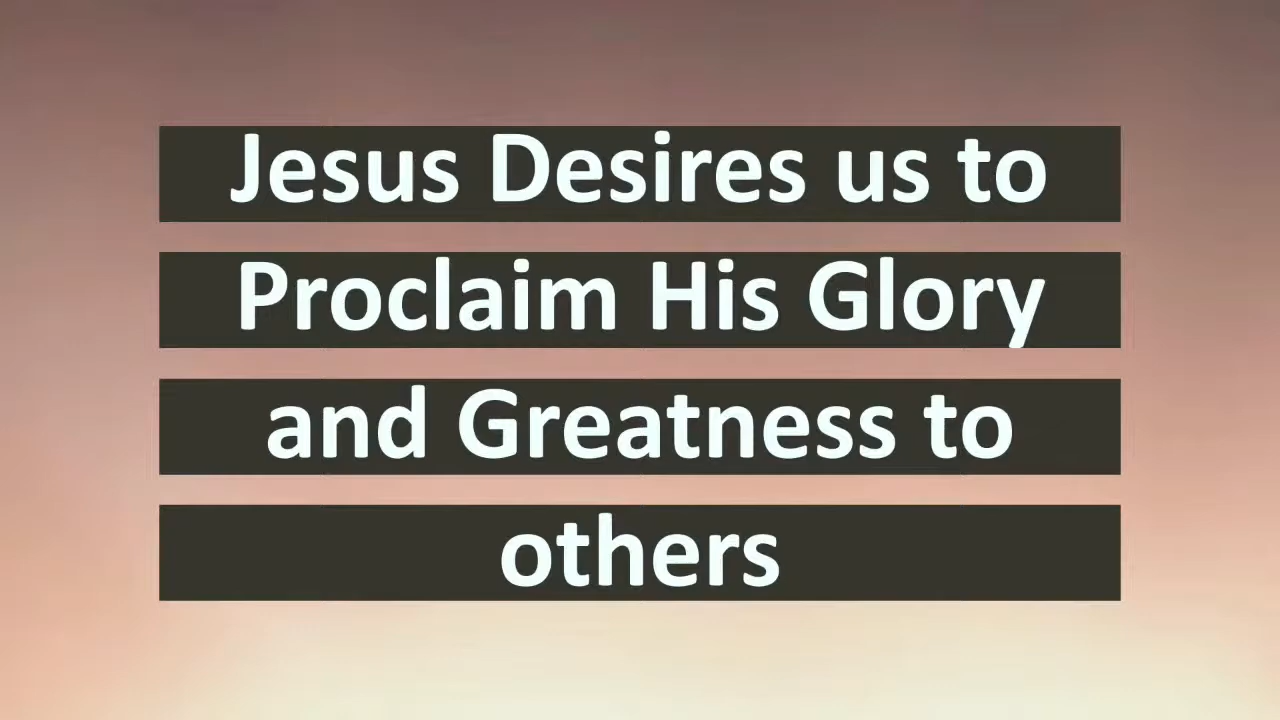 Jesus Desires us to
Proclaim His Glory
and Greatness to
others